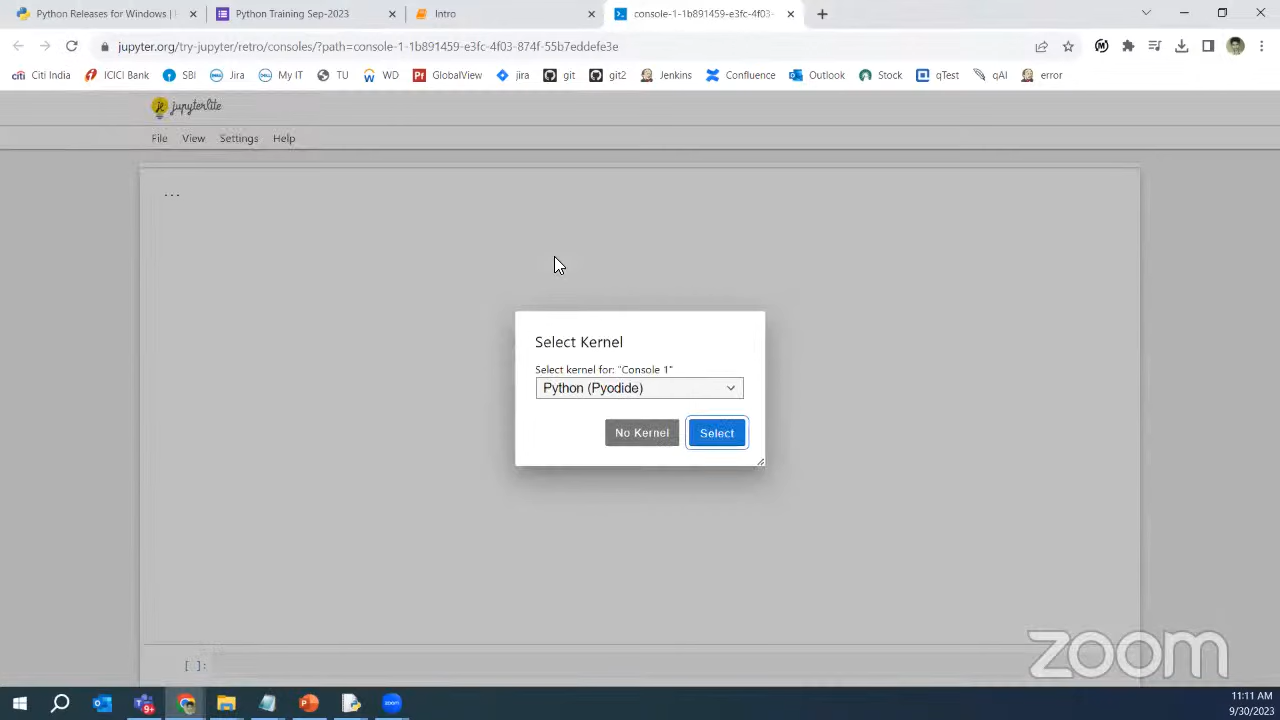 Python Releases for Windows |
Python Training Sep-2023
Intro
console-1-1b891459-e3fc-4f03-
jupyter.org/try-jupyter/retro/consoles/?path=console-1-1b891459-e3fc-4f03-874f-55b7eddefe3e
Citi India
ICICI Bank
SBI
Jira
My IT
TU
WD
GlobalView
jira
git
git2
Jenkins
Confluence
Outlook
Stock
qTest
qAI
error
jupyterlite
File View Settings Help
...
Select Kernel
Select kernel for: "Console 1"
Python (Pyodide)
No Kernel Select
[ ]:
zoom
9+
zoom
11:11 AM
9/30/2023